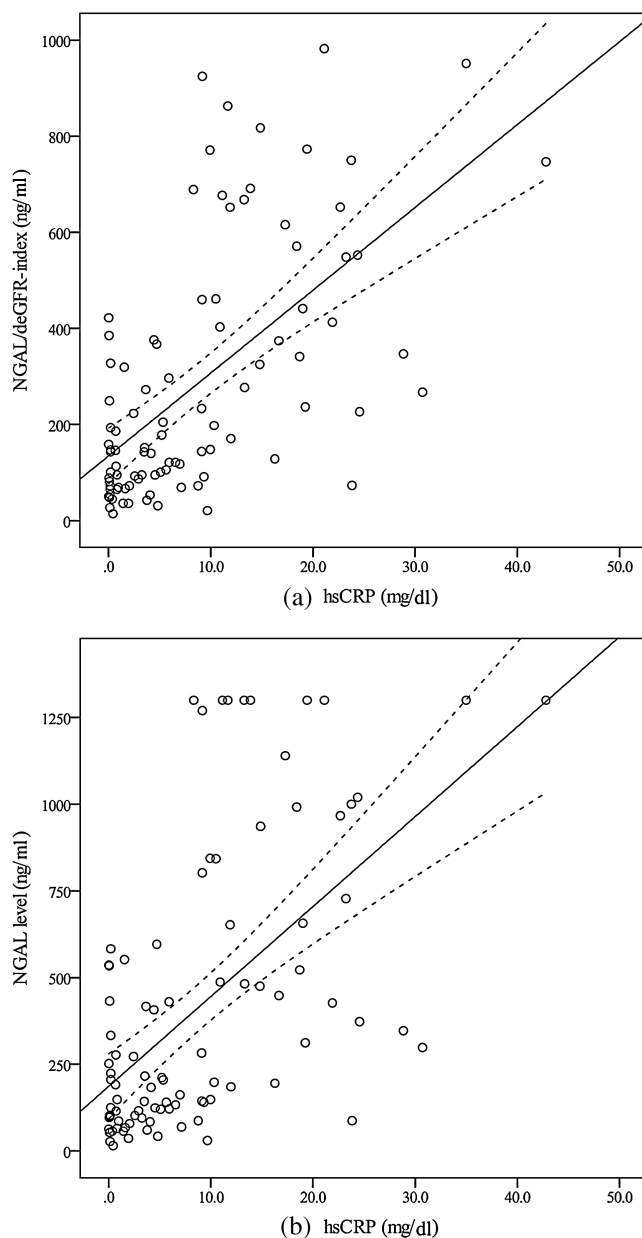 1000
800
600
400
200
0
NGAL/deGFR-index (ng/ml)
.0 10.0 20.0 30.0 40.0 50.0
(a) hsCRP (mg/dl)
1250
1000
750
500
250
0
NGAL level (ng/ml)
.0 10.0 20.0 30.0 40.0 50.0
(b) hsCRP (mg/dl)